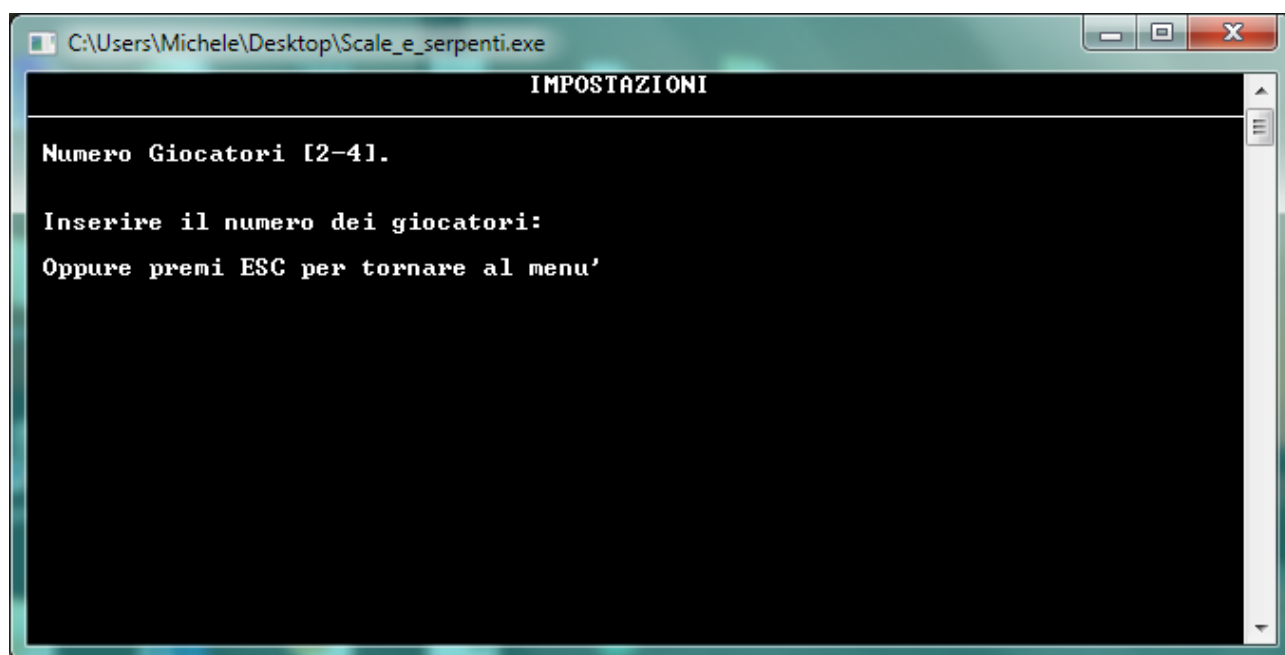 C:\Users\Michele\Desktop\Scale_e_serpenti.exe
IMPOSTAZIONI
Numero Giocatori [2-4].
Inserire il numero dei giocatori:
Oppure premi ESC per tornare al menu'